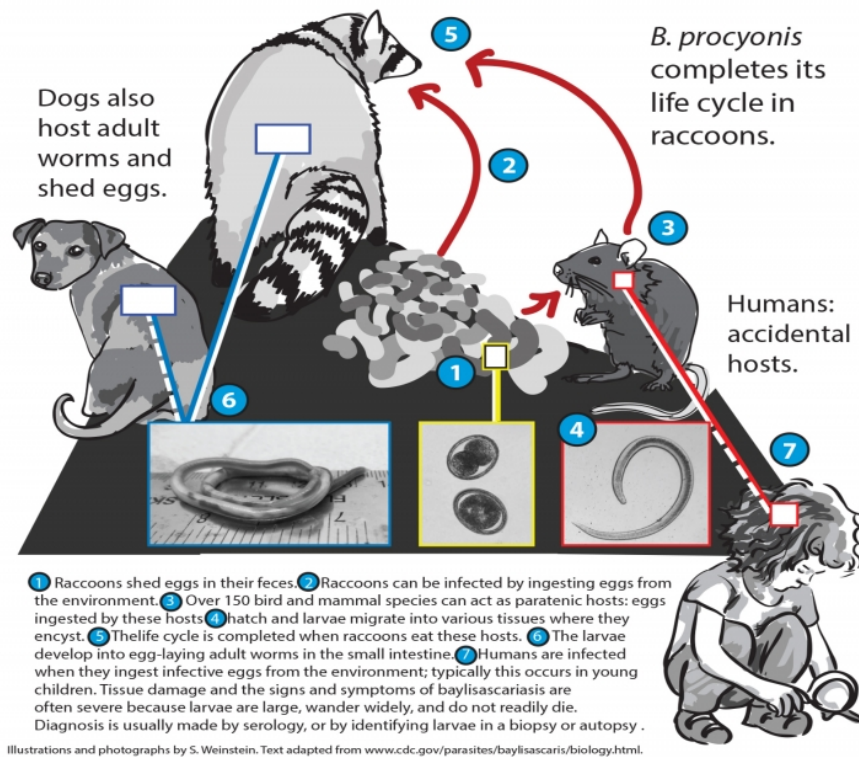 B. procyonis
completes its
life cycle in
raccoons.
Dogs also
host adult
worms and
shed eggs.
5
2
3
Humans:
accidental
hosts.
1
6
4
7
1 Raccoons shed eggs in their feces. 2 Raccoons can be infected by ingesting eggs from
the environment. 3 Over 150 bird and mammal species can act as paratenic hosts: eggs
ingested by these hosts 4 hatch and larvae migrate into various tissues where they
encyst. 5 Thelife cycle is completed when raccoons eat these hosts. 6 The larvae
develop into egg-laying adult worms in the small intestine. 7 Humans are infected
when they ingest infective eggs from the environment; typically this occurs in young
children. Tissue damage and the signs and symptoms of baylisascariasis are
often severe because larvae are large, wander widely, and do not readily die.
Diagnosis is usually made by serology, or by identifying larvae in a biopsy or autopsy .
Illustrations and photographs by S. Weinstein. Text adapted from www.cdc.gov/parasites/baylisascaris/biology.html.